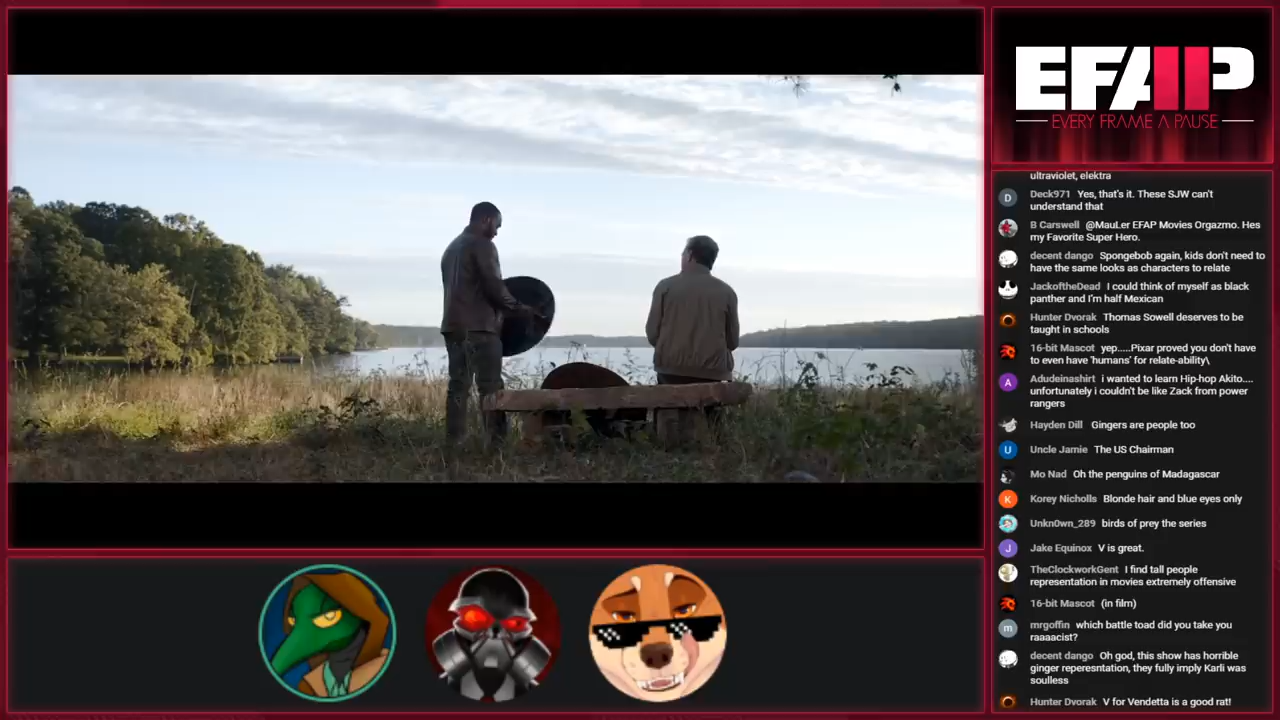 EFAP
EVERY FRAME A PAUSE
ultraviolet, elektra
D Deck971 Yes, that's it. These SJW can't
understand that
B Carswell @MauLer EFAP Movies Orgazmo. Hes
my Favorite Super Hero.
decent dango Spongebob again, kids don't need to
have the same looks as characters to relate
JackoftheDead I could think of myself as black
panther and I'm half Mexican
Hunter Dvorak Thomas Sowell deserves to be
taught in schools
16-bit Mascot yep.....Pixar proved you don't have
to even have 'humans' for relate-ability\
A Adudeinashirt i wanted to learn Hip-hop Akito....
unfortunately i couldn't be like Zack from power
rangers
Hayden Dill Gingers are people too
U Uncle Jamie The US Chairman
Mo Nad Oh the penguins of Madagascar
K Korey Nicholls Blonde hair and blue eyes only
Unkn0wn_289 birds of prey the series
J Jake Equinox V is great.
TheClockworkGent I find tall people
representation in movies extremely offensive
16-bit Mascot (in film)
m mrgoffin which battle toad did you take you
raaaacist?
decent dango Oh god, this show has horrible
ginger reperesntation, they fully imply Karli was
soulless
Hunter Dvorak V for Vendetta is a good rat!